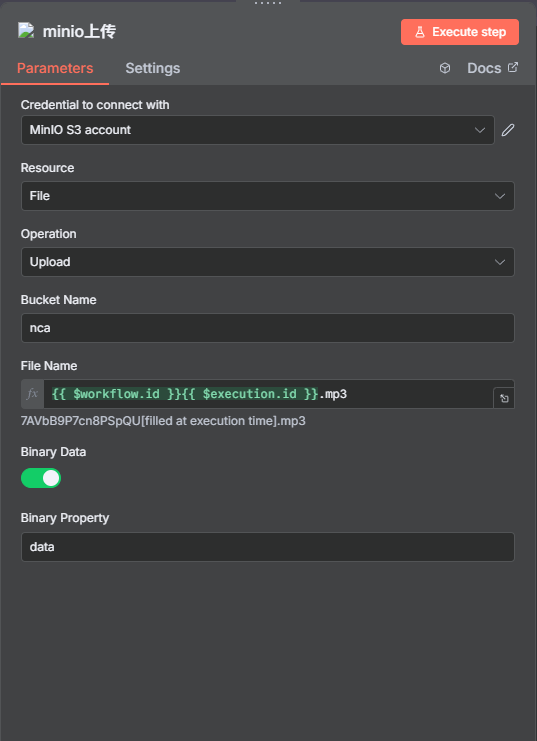 minio上传
Execute step
Parameters Settings Docs
Credential to connect with
MinIO S3 account
Resource
File
Operation
Upload
Bucket Name
nca
File Name
fx {{ $workflow.id }}{{ $execution.id }}.mp3
7AVbB9P7cn8PSpQU[filled at execution time].mp3
Binary Data
Binary Property
data